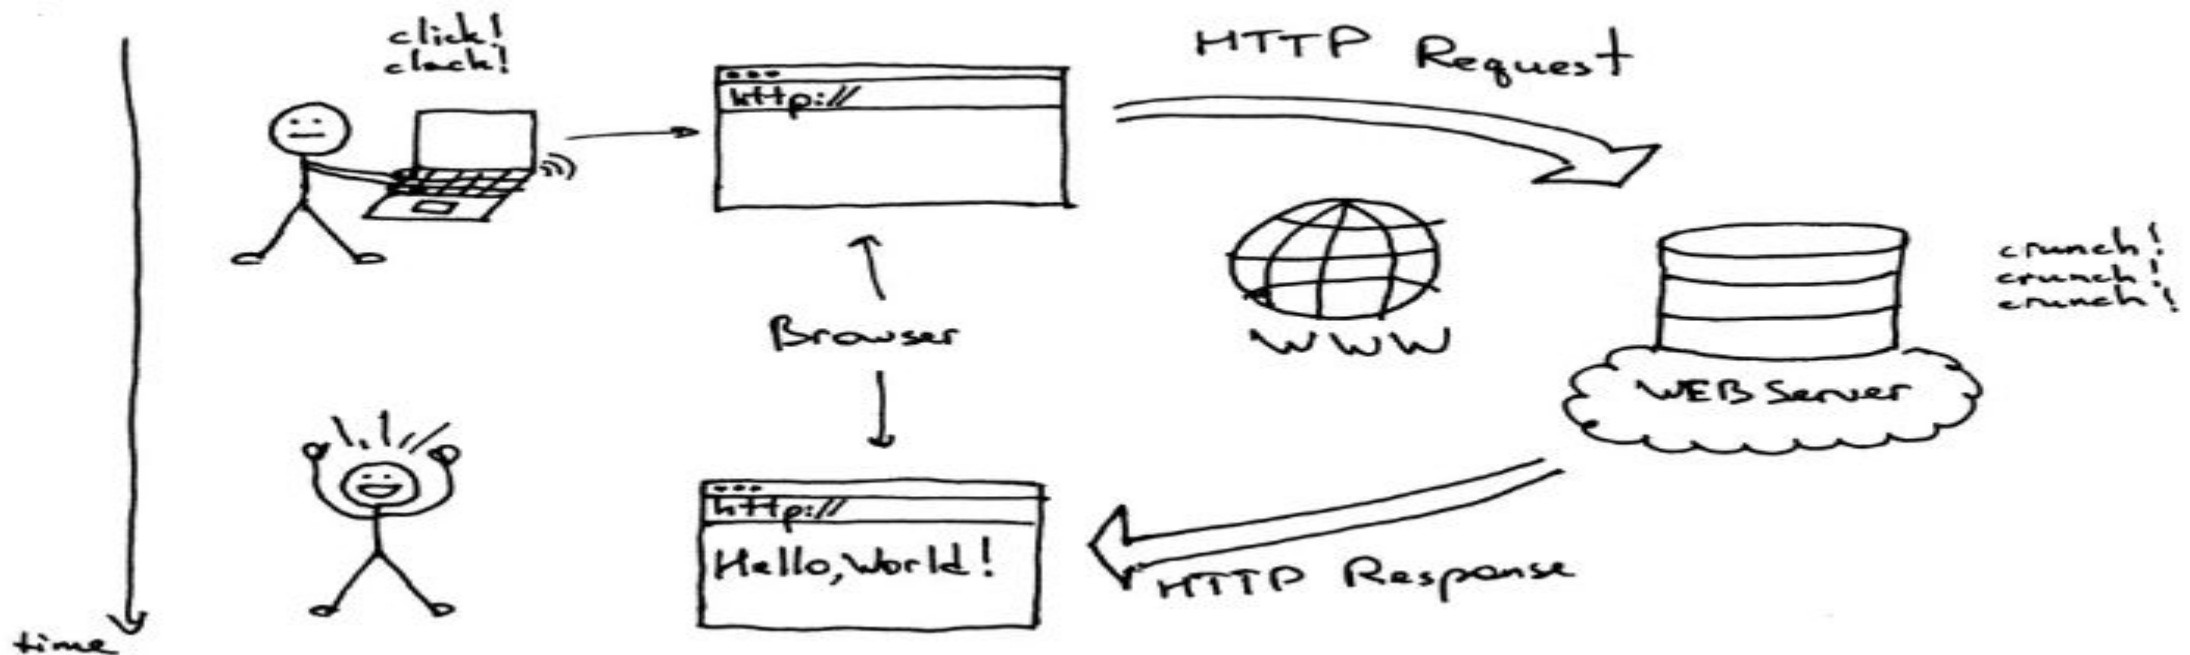 click!
clack!
HTTP Request
http://
crunch!
crunch!
crunch!
Browser
WWW
WEB Server
http://
Hello, World!
HTTP Response
time